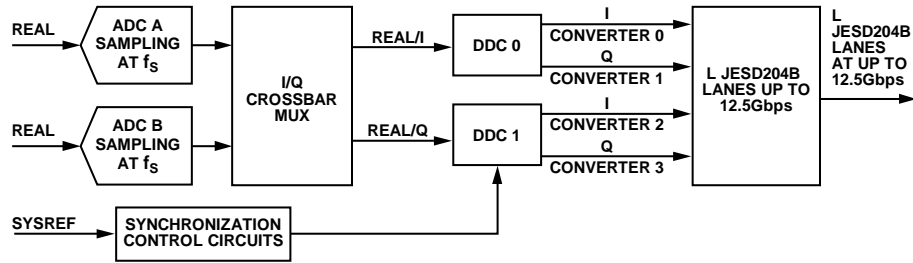 REAL
ADC A
SAMPLING
AT fS
REAL
ADC B
SAMPLING
AT fS
SYSREF
SYNCHRONIZATION
CONTROL CIRCUITS
I/Q
CROSSBAR
MUX
REAL/I
REAL/Q
DDC 0
DDC 1
I
CONVERTER 0
Q
CONVERTER 1
I
CONVERTER 2
Q
CONVERTER 3
L JESD204B
LANES UP TO
12.5Gbps
L
JESD204B
LANES
AT UP TO
12.5Gbps